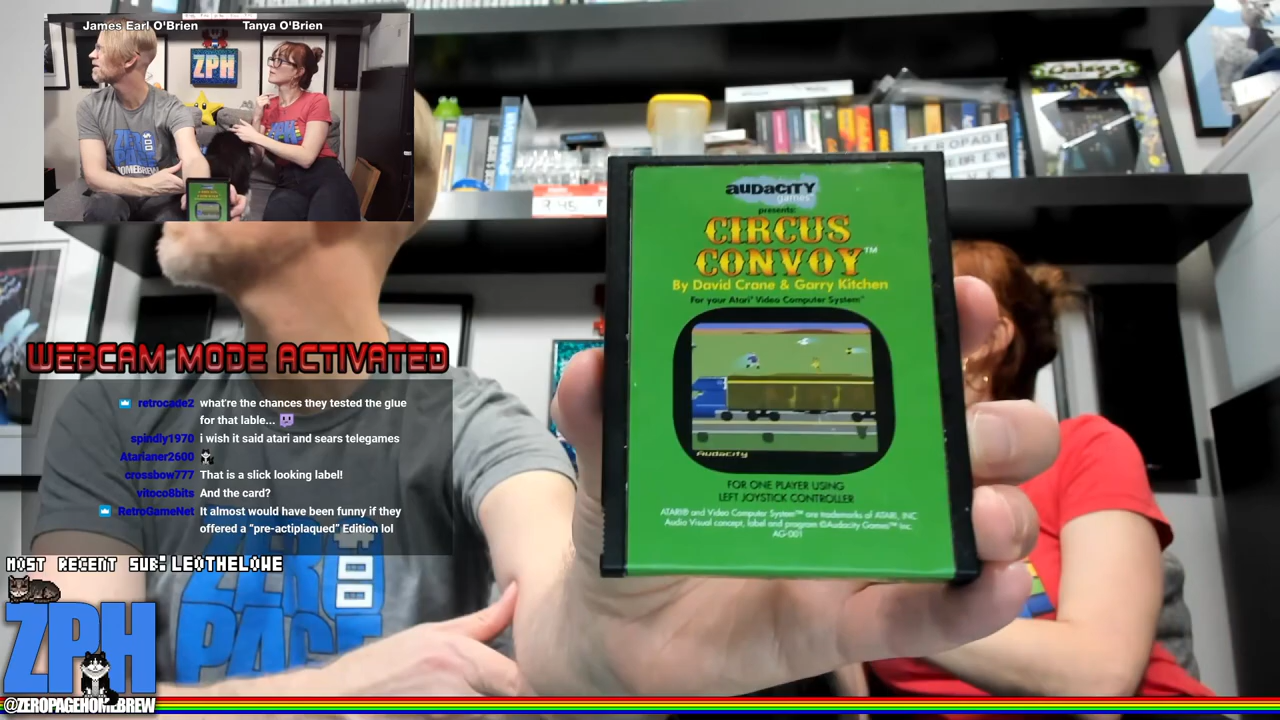 James Earl O'Brien
Tanya O'Brien
ZPH
AUDACITY
games
presents:
CIRCUS
CONVOY™
By David Crane & Garry Kitchen
For your Atari® Video Computer System™
Audacity
FOR ONE PLAYER USING
LEFT JOYSTICK CONTROLLER
ATARI® and Video Computer System™ are trademarks of ATARI, INC
Audio Visual concept, label and program ©Audacity Games™ Inc.
AG-001
WEBCAM MODE ACTIVATED
retrocade2 what're the chances they tested the glue
for that lable...
spindly1970 i wish it said atari and sears telegames
Atarianer2600
crossbow777 That is a slick looking label!
vitoco8bits And the card?
RetroGameNet It almost would have been funny if they
offered a “pre-actiplaqued” Edition lol
MOST RECENT SUB: LEOTHELOWE
ZERO
PAGE
ZPH
@ZEROPAGEHOMEBREW